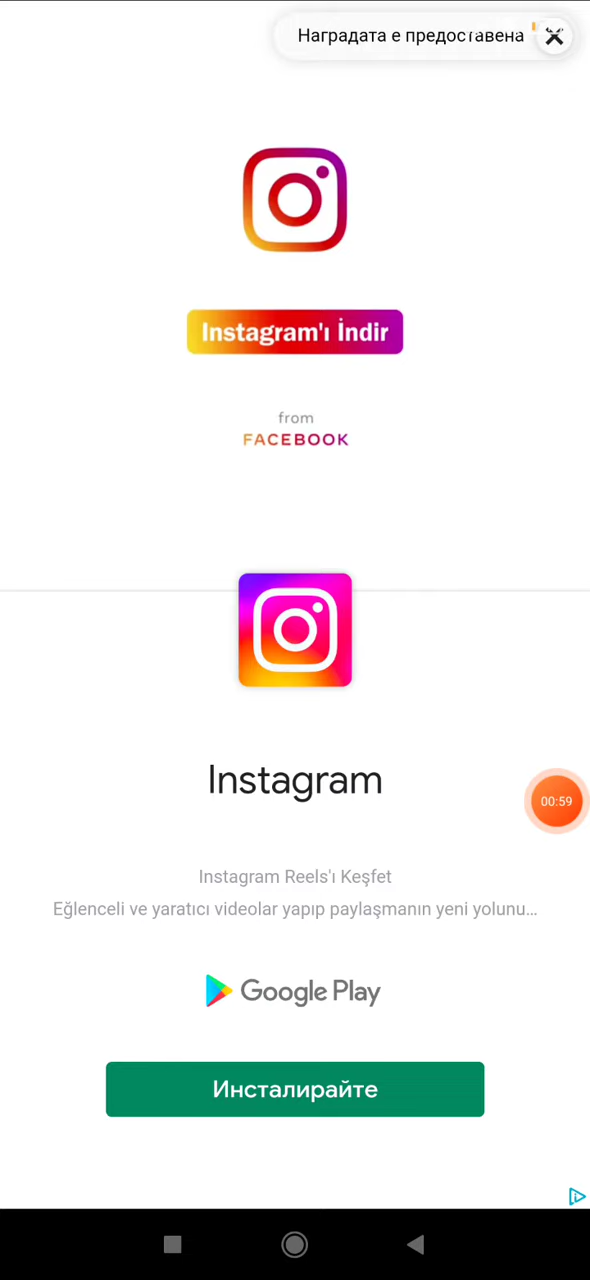 Наградата е предоставена
Instagram'ı İndir
from
FACEBOOK
Instagram
00:59
Instagram Reels'ı Keşfet
Eğlenceli ve yaratıcı videolar yapıp paylaşmanın yeni yolunu...
Google Play
Инсталирайте